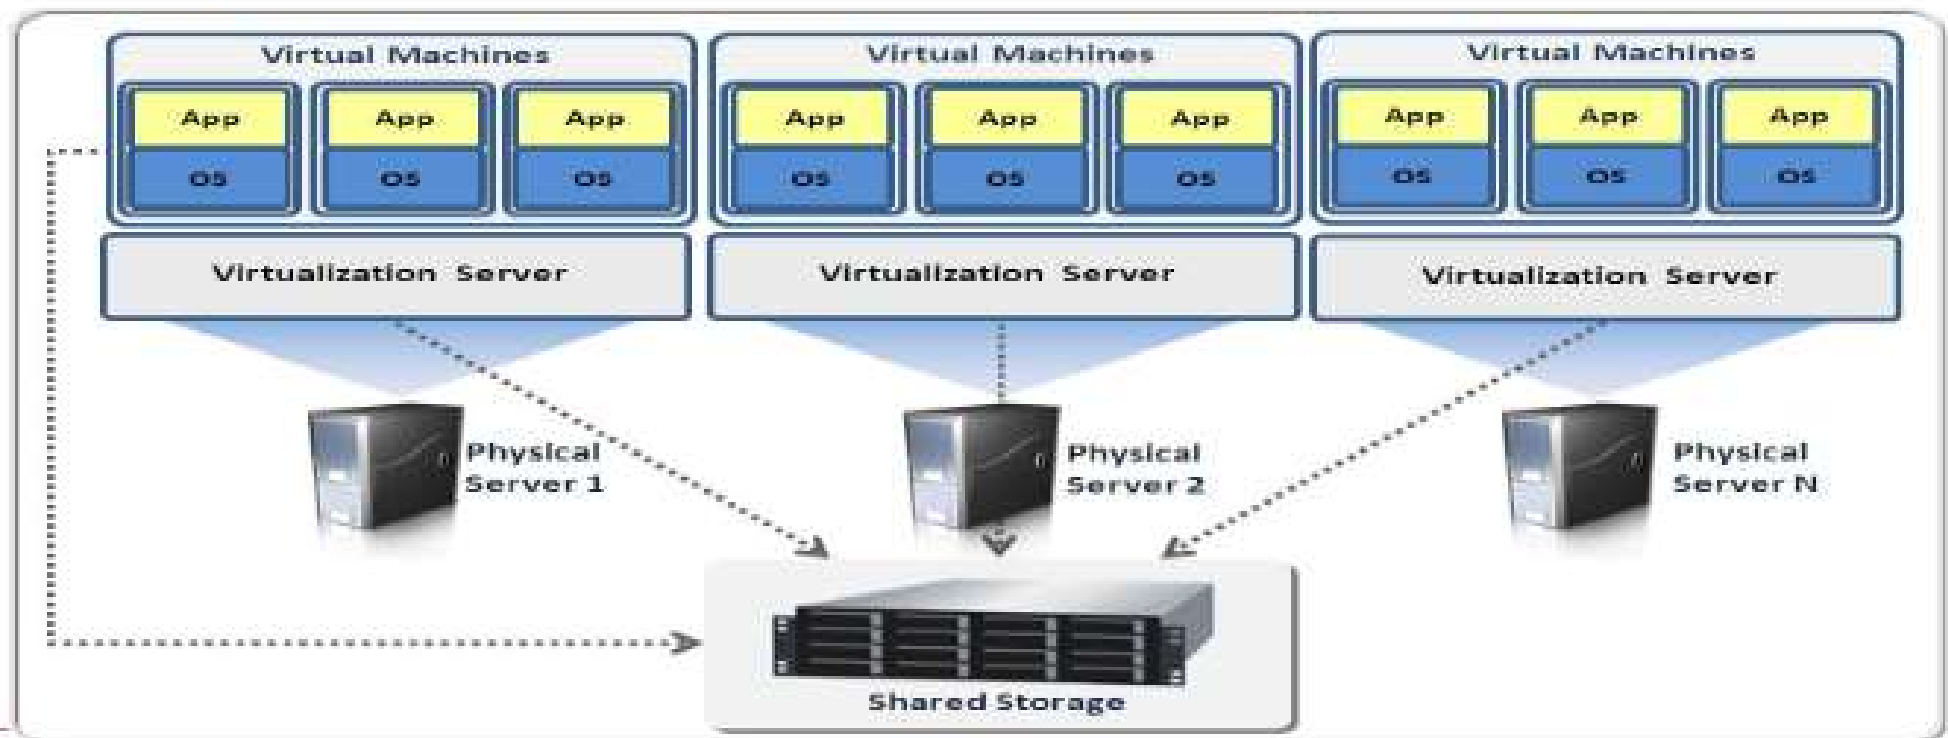 Virtual Machines
Virtual Machines
Virtual Machines
App
App
App
App
App
App
App
App
App
OS
OS
OS
OS
OS
OS
OS
OS
OS
Virtualization Server
Virtualization Server
Virtualization Server
Physical
Server 1
Physical
Server 2
Physical
Server N
Shared Storage